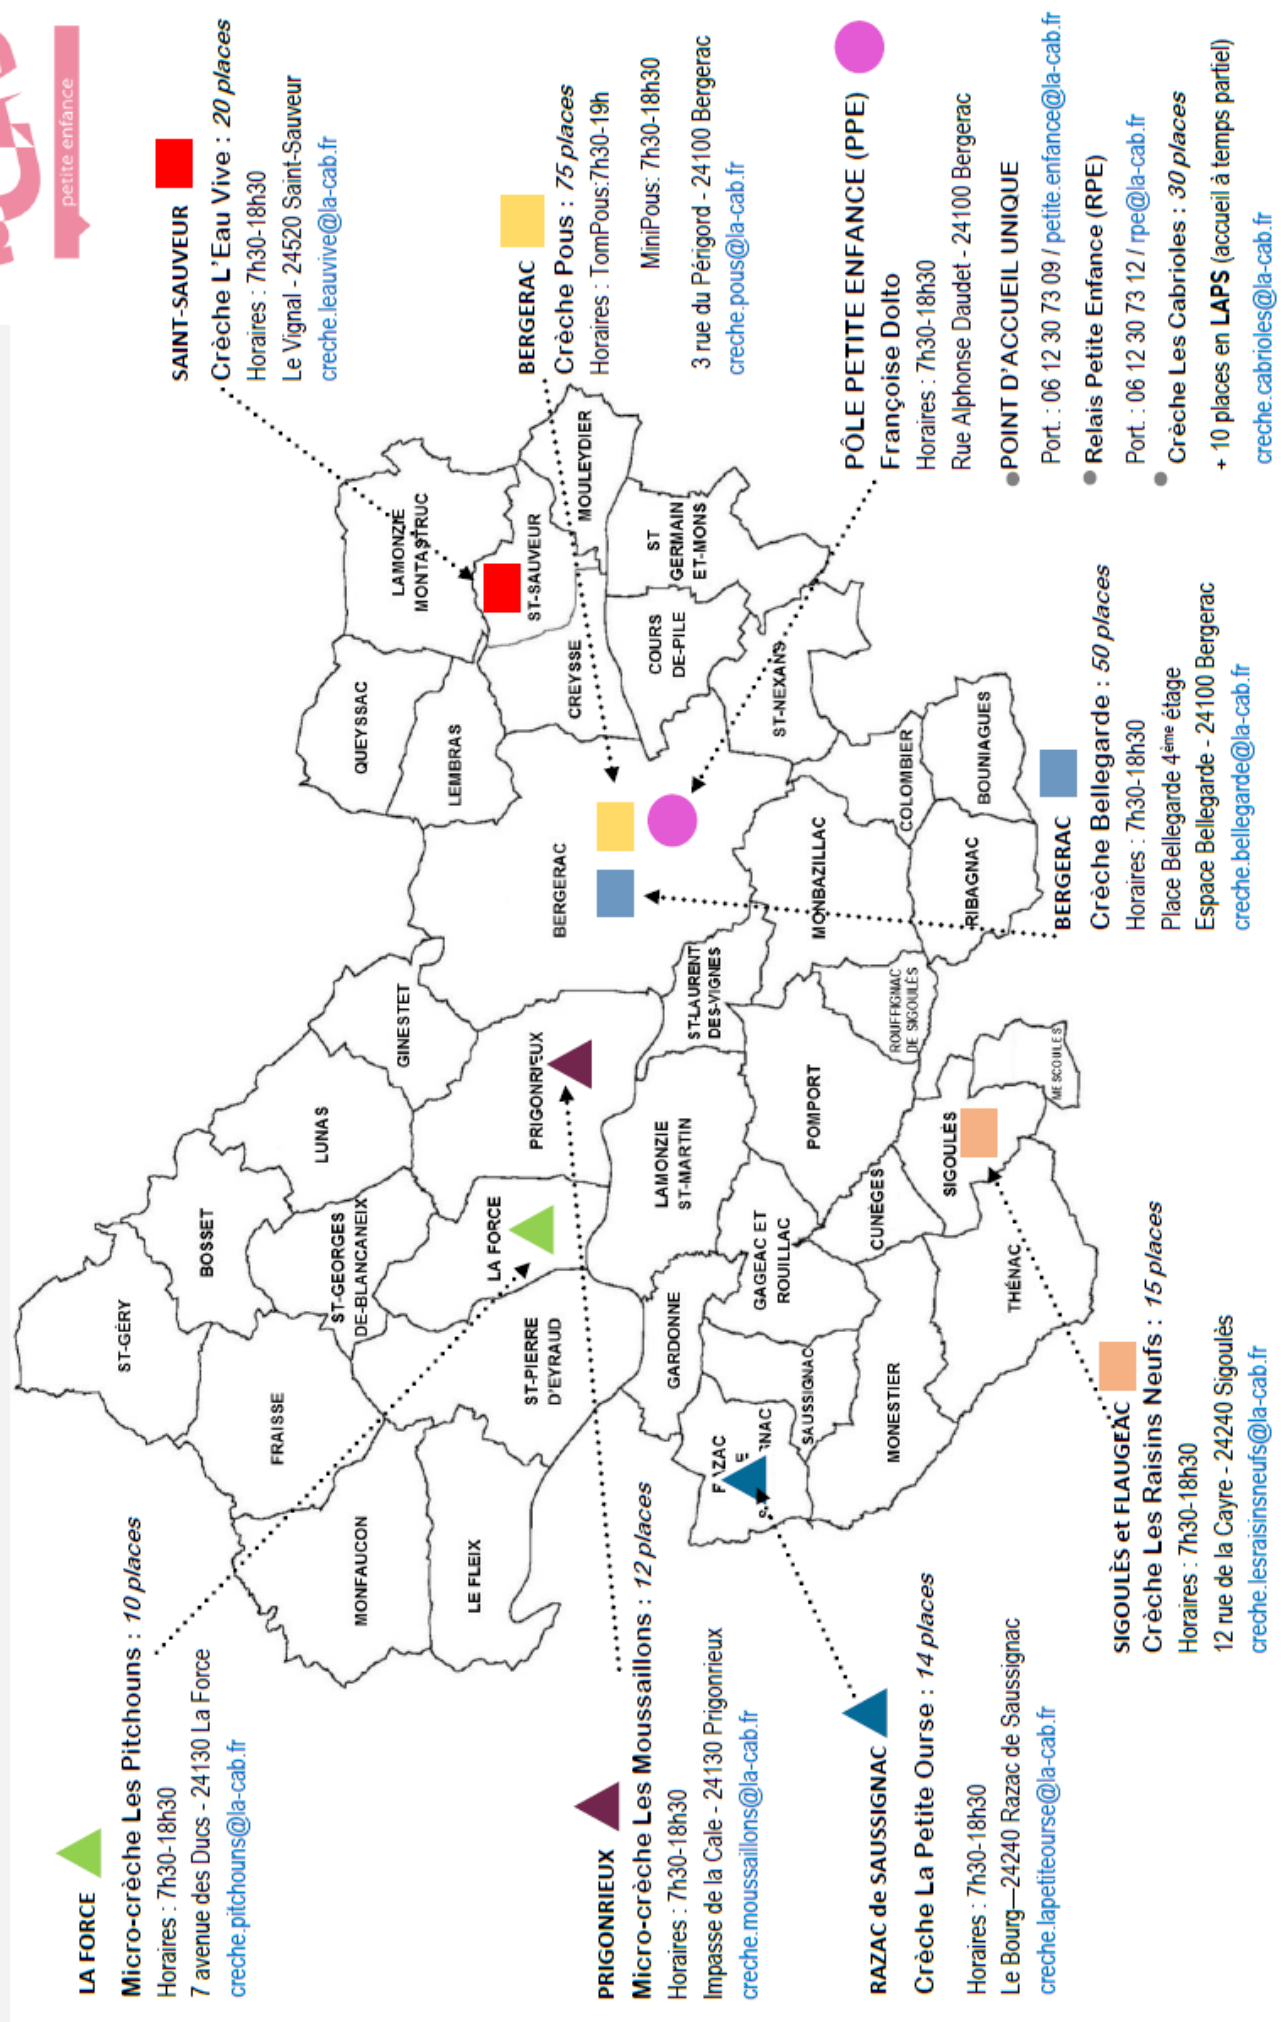 petite enfance
LA FORCE
Micro-crèche Les Pitchouns : 10 places
Horaires : 7h30-18h30
7 avenue des Ducs - 24130 La Force
creche.pitchouns@la-cab.fr
SAINT-SAUVEUR
Crèche L'Eau Vive : 20 places
Horaires : 7h30-18h30
Le Vignal - 24520 Saint-Sauveur
creche.leauvive@la-cab.fr
PRIGONRIEUX
Micro-crèche Les Moussaillons : 12 places
Horaires : 7h30-18h30
Impasse de la Cale - 24130 Prigonrieux
creche.moussaillons@la-cab.fr
BERGERAC
Crèche Pous : 75 places
Horaires : TomPous:7h30-19h
MiniPous: 7h30-18h30
3 rue du Périgord - 24100 Bergerac
creche.pous@la-cab.fr
RAZAC de SAUSSIGNAC
Crèche La Petite Ourse : 14 places
Horaires : 7h30-18h30
Le Bourg—24240 Razac de Saussignac
creche.lapetiteourse@la-cab.fr
PÔLE PETITE ENFANCE (PPE)
Françoise Dolto
Horaires : 7h30-18h30
Rue Alphonse Daudet - 24100 Bergerac
●POINT D'ACCUEIL UNIQUE
Port. : 06 12 30 73 09 / petite.enfance@la-cab.fr
● Relais Petite Enfance (RPE)
Port. : 06 12 30 73 12 / rpe@la-cab.fr
● Crèche Les Cabrioles : 30 places
+ 10 places en LAPS (accueil à temps partiel)
creche.cabrioles@la-cab.fr
SIGOULÈS et FLAUGEAC
Crèche Les Raisins Neufs : 15 places
Horaires : 7h30-18h30
12 rue de la Cayre - 24240 Sigoulès
creche.lesraisinsneufs@la-cab.fr
BERGERAC
Crèche Bellegarde : 50 places
Horaires : 7h30-18h30
Place Bellegarde 4ème étage
Espace Bellegarde - 24100 Bergerac
creche.bellegarde@la-cab.fr
ST-GÉRY
BOSSET
FRAISSE
LUNAS
ST-GEORGES
DE-BLANCANEIX
MONFAUCON
GINESTET
LE FLEIX
LA FORCE
ST-PIERRE
D'EYRAUD
PRIGONRIEUX
QUEYSSAC
LAMONZIE
MONTASTRUC
LEMBRAS
ST-SAUVEUR
MOULEYDIER
BERGERAC
CREYSSE
COURS
DE-PILE
ST
GERMAIN
ET-MONS
GARDONNE
LAMONZIE
ST-MARTIN
ST-LAURENT
DES-VIGNES
ST-NEXANS
GAGEAC ET
ROUILLAC
SAUSSIGNAC
POMPORT
MONBAZILLAC
COLOMBIER
CUNÈGES
ROUFFIGNAC
DE SIGOULÈS
MONESTIER
SIGOULÈS
RIBAGNAC
BOUNIAGUES
THÉNAC
MESCOULES